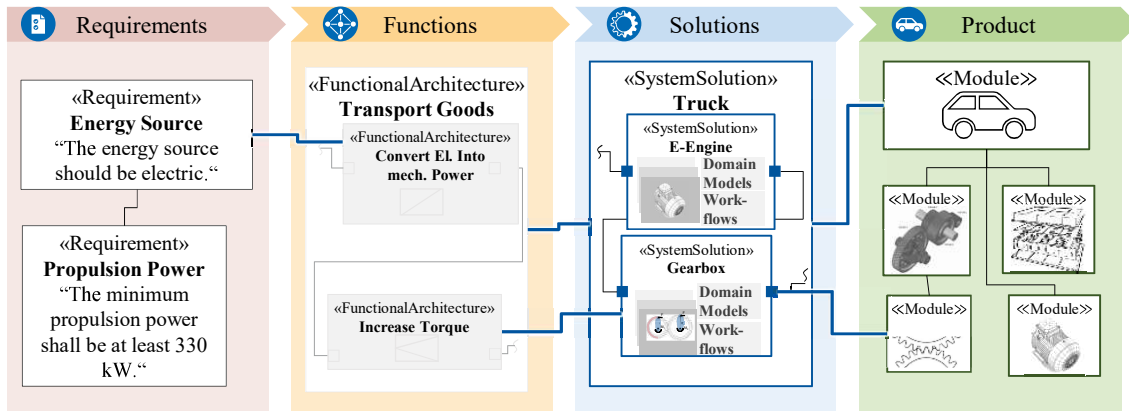 Requirements
Functions
Solutions
Product
«Requirement»
Energy Source
“The energy source
should be electric.“
«Requirement»
Propulsion Power
“The minimum
propulsion power
shall be at least 330
kW.“
«FunctionalArchitecture»
Transport Goods
«FunctionalArchitecture»
Convert El. Into
mech. Power
«FunctionalArchitecture»
Increase Torque
«SystemSolution»
Truck
«SystemSolution»
E-Engine
Domain
Models
Work-
flows
«SystemSolution»
Gearbox
Domain
Models
Work-
flows
≪Module≫
≪Module≫
≪Module≫
≪Module≫
≪Module≫